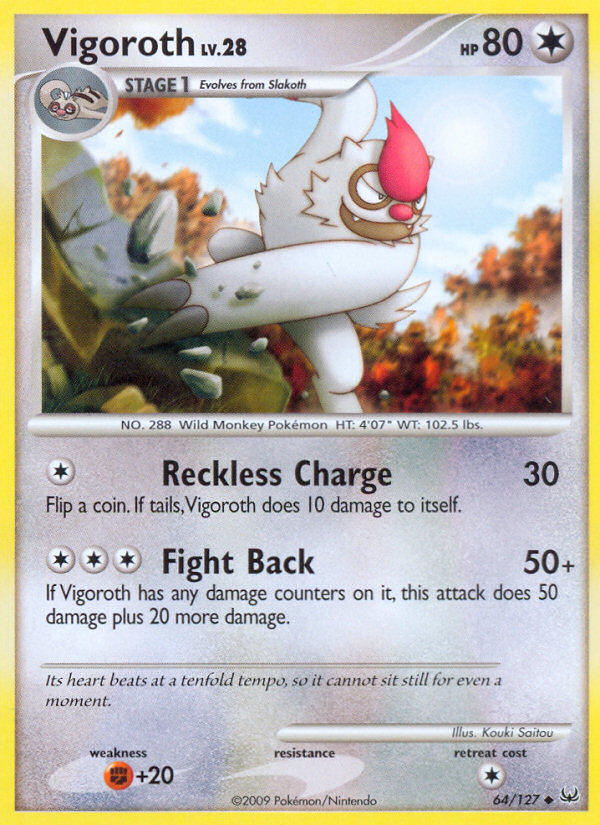 Vigoroth LV.28 HP 80
STAGE 1 Evolves from Slakoth
NO. 288 Wild Monkey Pokémon HT: 4'07" WT: 102.5 lbs.
Reckless Charge 30
Flip a coin. If tails, Vigoroth does 10 damage to itself.
Fight Back 50+
If Vigoroth has any damage counters on it, this attack does 50
damage plus 20 more damage.
Its heart beats at a tenfold tempo, so it cannot sit still for even a
moment.
Illus. Kouki Saitou
weakness resistance retreat cost
+20
©2009 Pokémon/Nintendo 64/127